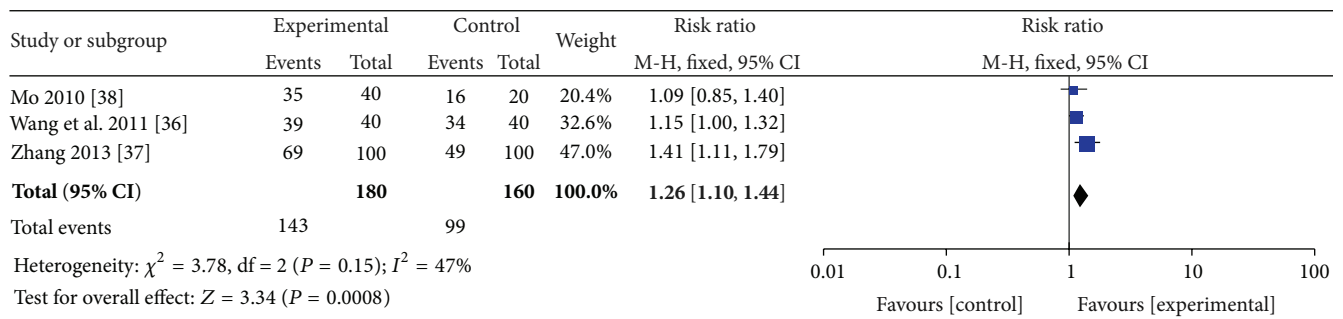 Study or subgroup Experimental Control Weight Risk ratio Risk ratio
Events Total Events Total M-H, fixed, 95% CI M-H, fixed, 95% CI
Mo 2010 [38] 35 40 16 20 20.4% 1.09 [0.85, 1.40]
Wang et al. 2011 [36] 39 40 34 40 32.6% 1.15 [1.00, 1.32]
Zhang 2013 [37] 69 100 49 100 47.0% 1.41 [1.11, 1.79]
Total (95% CI) 180 160 100.0% 1.26 [1.10, 1.44]
Total events 143 99
Heterogeneity: χ² = 3.78, df = 2 (P = 0.15); I² = 47%
Test for overall effect: Z = 3.34 (P = 0.0008)
0.01 0.1 1 10 100
Favours [control] Favours [experimental]